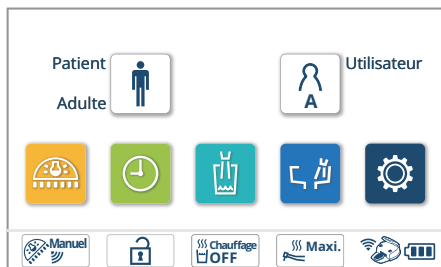 Patient
Adulte
A
Utilisateur
Manuel
Chauffage
OFF
Maxi.